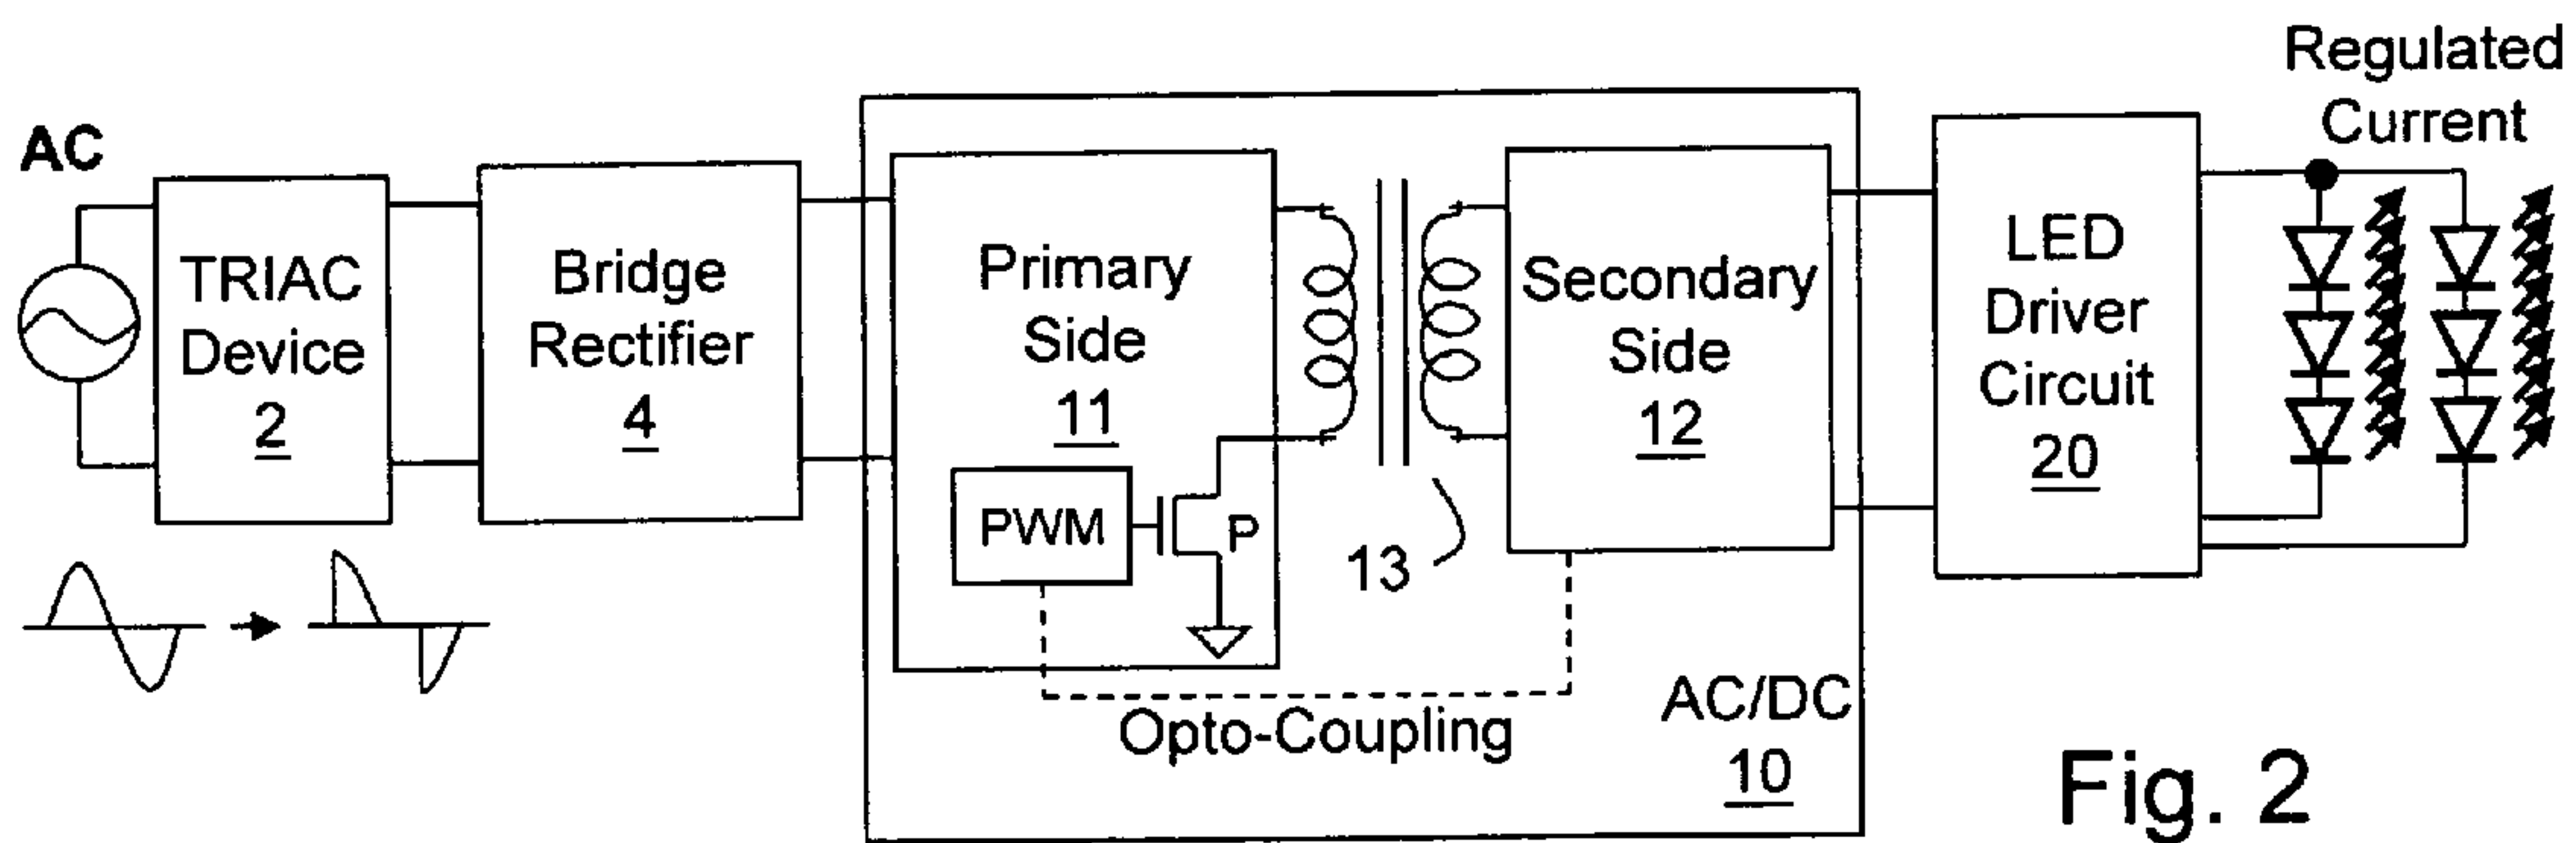 AC
TRIAC
Device
2
Bridge
Rectifier
4
Primary
Side
11
PWM
P
13
Secondary
Side
12
Opto-Coupling
AC/DC
10
LED
Driver
Circuit
20
Regulated
Current
Fig. 2